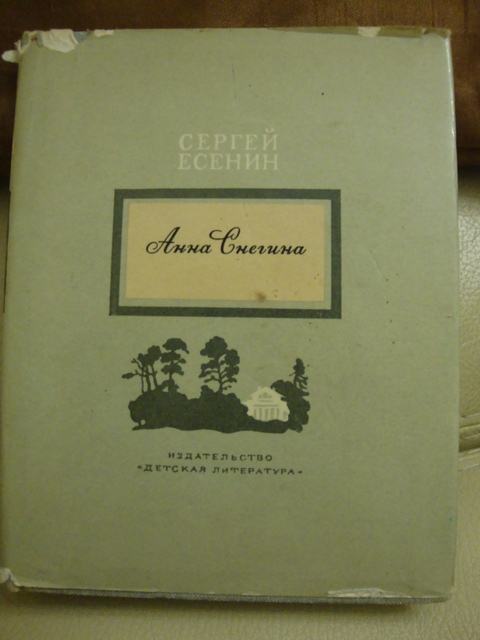 СЕРГЕЙ
ЕСЕНИН
Анна Снегина
ИЗДАТЕЛЬСТВО
«ДЕТСКАЯ ЛИТЕРАТУРА»